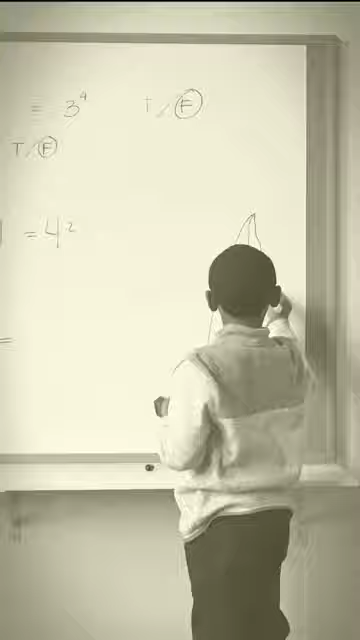 = 3⁴ T / F
T / F
= 4²
=